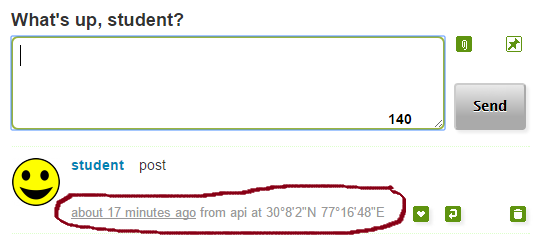 What's up, student?
140
Send
student post
about 17 minutes ago from api at 30°8'2"N 77°16'48"E